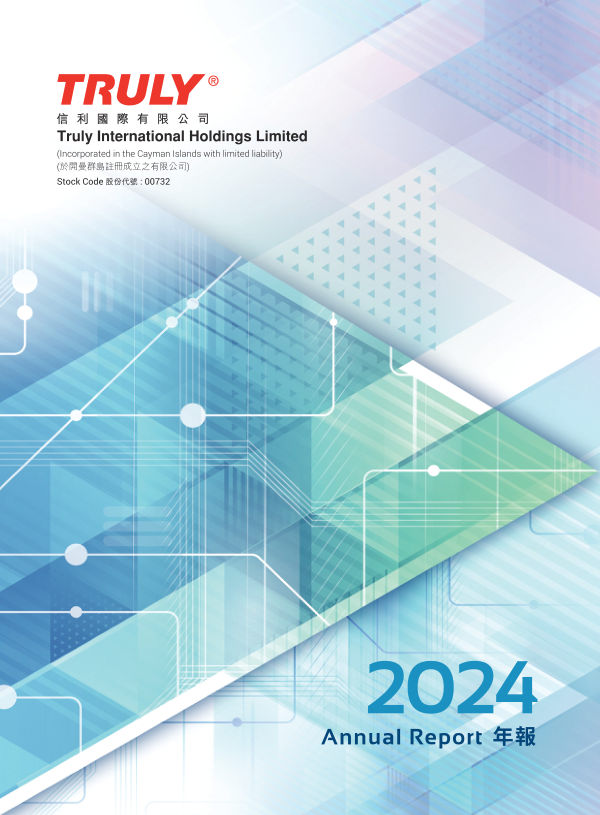 TRULY®
信利國際有限公司
Truly International Holdings Limited
(Incorporated in the Cayman Islands with limited liability)
(於開曼群島註冊成立之有限公司)
Stock Code 股份代號 : 00732
2024
Annual Report 年報